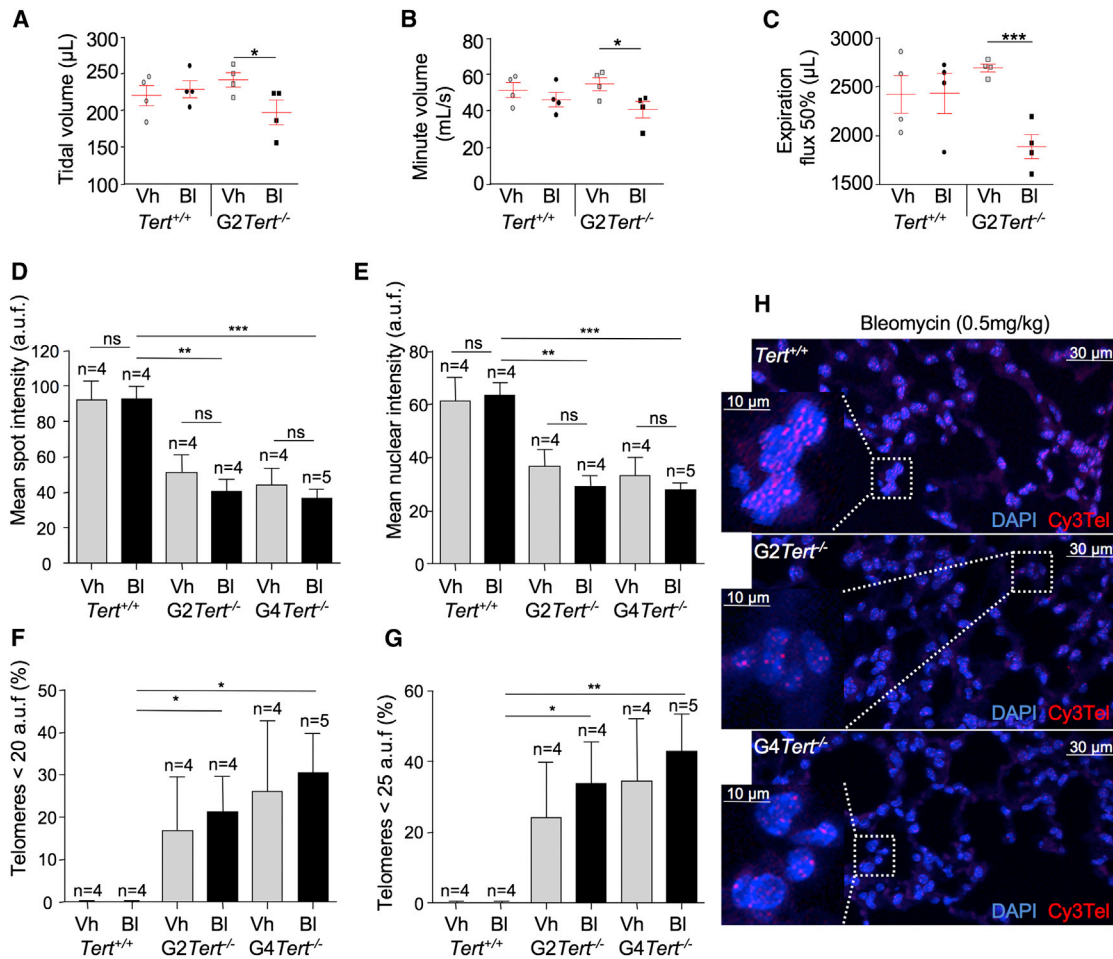 A
Tidal volume (µL)
300
250
200
150
100
*
Vh Bl Vh Bl
Tert+/+ G2Tert-/-
B
Minute volume
(mL/s)
80
60
40
20
0
*
Vh Bl Vh Bl
Tert+/+ G2Tert-/-
C
Expiration
flux 50% (µL)
3000
2500
2000
1500
***
Vh Bl Vh Bl
Tert+/+ G2Tert-/-
D
Mean spot intensity (a.u.f.)
120
100
80
60
40
20
0
***
ns **
n=4 n=4
ns
n=4 n=4
ns
n=4 n=5
Vh Bl Vh Bl Vh Bl
Tert+/+ G2Tert-/- G4Tert-/-
E
Mean nuclear intensity (a.u.f.)
80
60
40
20
0
***
ns **
n=4 n=4
ns
n=4 n=4
ns
n=4 n=5
Vh Bl Vh Bl Vh Bl
Tert+/+ G2Tert-/- G4Tert-/-
F
Telomeres < 20 a.u.f (%)
50
40
30
20
10
0
*
*
n=4 n=4 n=4 n=4 n=4 n=5
Vh Bl Vh Bl Vh Bl
Tert+/+ G2Tert-/- G4Tert-/-
G
Telomeres < 25 a.u.f (%)
60
40
20
0
**
*
n=4 n=4 n=4 n=4 n=4 n=5
Vh Bl Vh Bl Vh Bl
Tert+/+ G2Tert-/- G4Tert-/-
H
Bleomycin (0.5mg/kg)
Tert+/+
30 µm
10 µm
DAPI Cy3Tel
G2Tert-/-
30 µm
10 µm
DAPI Cy3Tel
G4Tert-/-
30 µm
10 µm
DAPI Cy3Tel